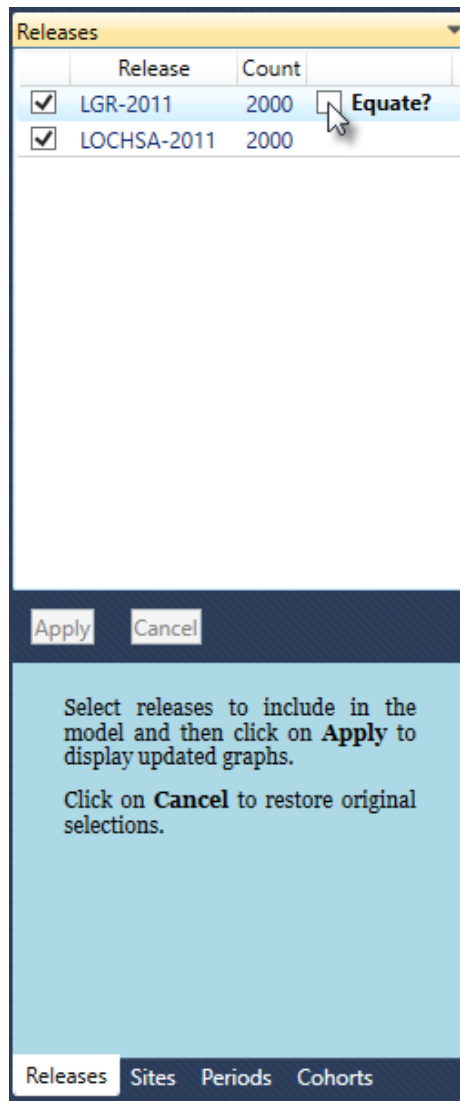 Releases
Release Count
LGR-2011 2000 Equate?
LOCHSA-2011 2000
Apply Cancel
Select releases to include in the
model and then click on Apply to
display updated graphs.
Click on Cancel to restore original
selections.
Releases Sites Periods Cohorts